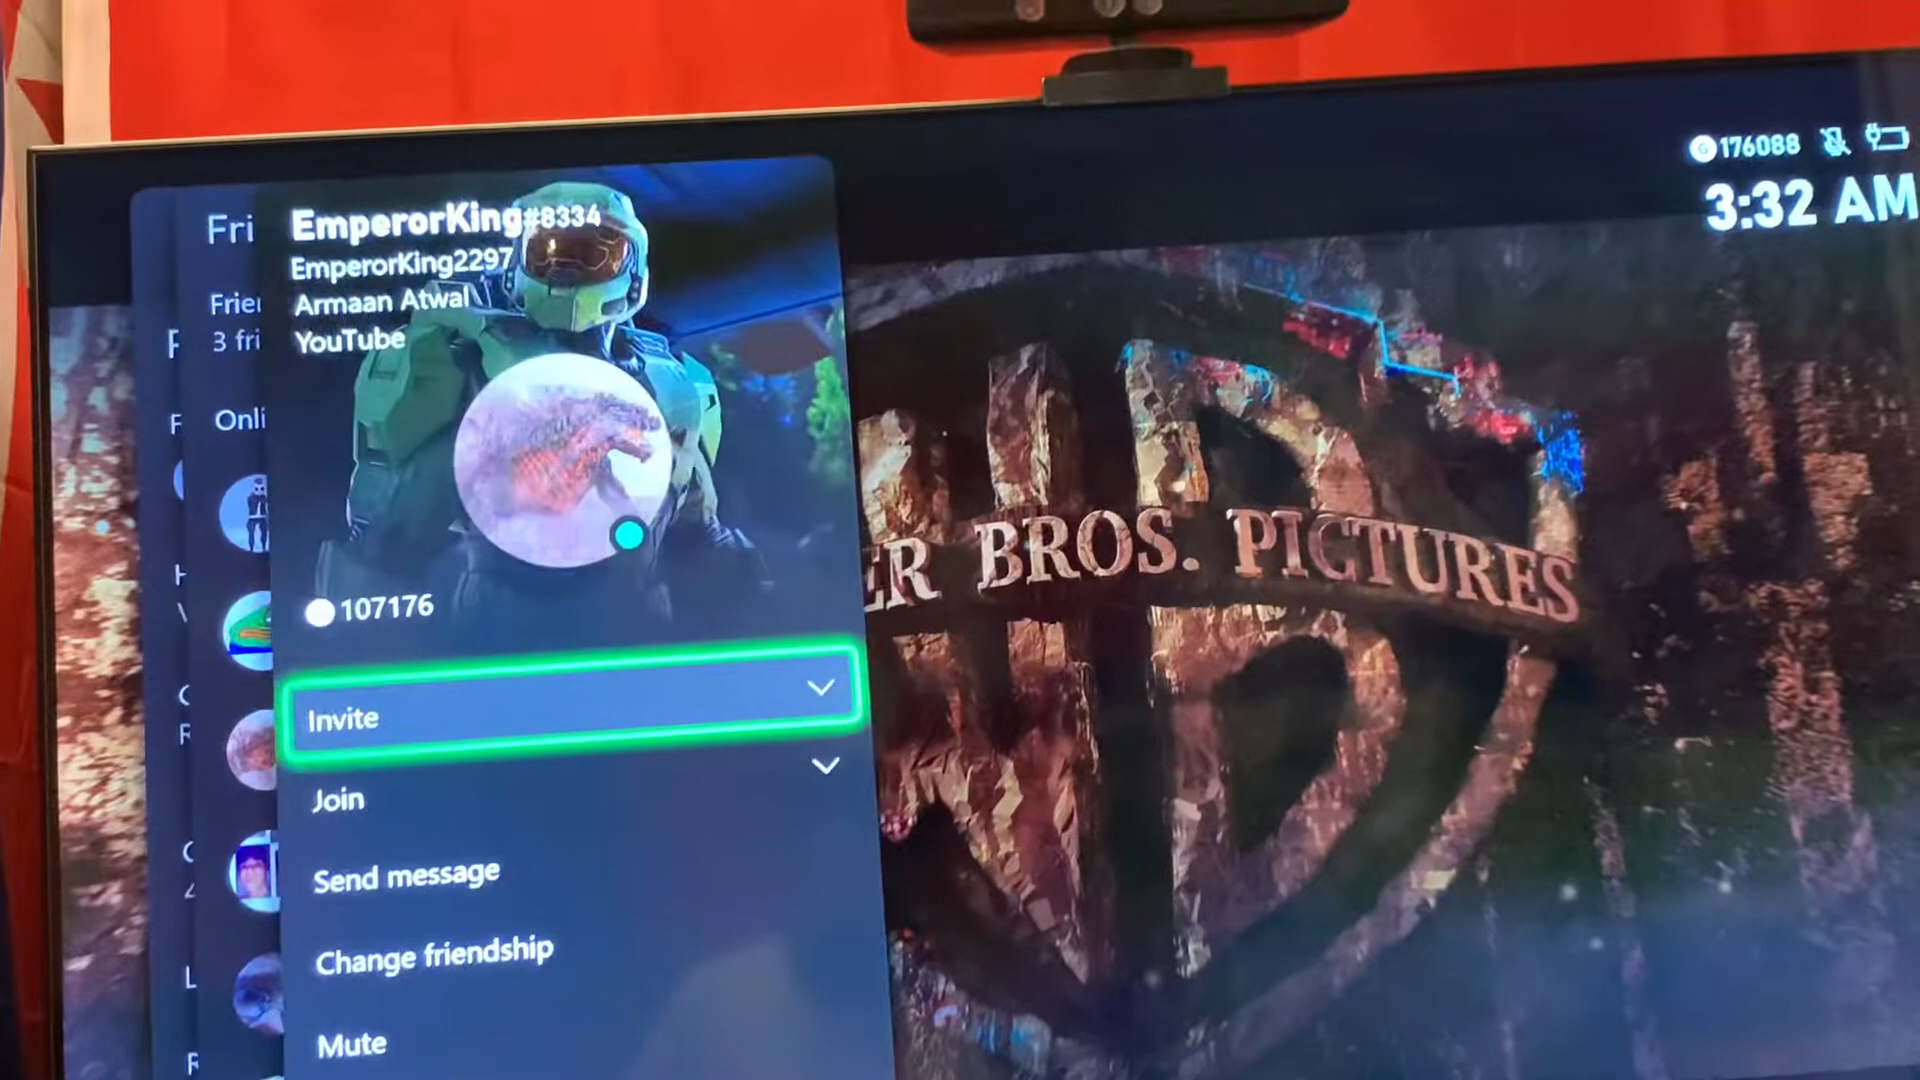 176088
3:32 AM
Fri
EmperorKing#8334
EmperorKing2297
Armaan Atwal
YouTube
Frie
3 fri
F
F
Onli
107176
Invite
Join
Send message
Change friendship
Mute
ER BROS. PICTURES